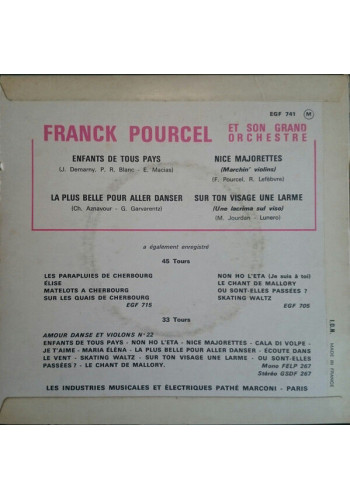 EGF 741 M
FRANCK POURCEL ET SON GRAND ORCHESTRE
ENFANTS DE TOUS PAYS
(J. Demarny, P. R. Blanc - E. Macias)
NICE MAJORETTES
(Marchin' violins)
(F. Pourcel, R. Lefebvre)
LA PLUS BELLE POUR ALLER DANSER
(Ch. Aznavour - G. Garvarentz)
SUR TON VISAGE UNE LARME
(Una lacrima sul viso)
(M. Jourdan - Lunero)
a également enregistré
45 Tours
LES PARAPLUIES DE CHERBOURG
ÉLISE
MATELOTS A CHERBOURG
SUR LES QUAIS DE CHERBOURG
EGF 715
NON HO L'ETA (Je suis à toi)
LE CHANT DE MALLORY
OU SONT-ELLES PASSÉES ?
SKATING WALTZ
EGF 705
33 Tours
AMOUR DANSE ET VIOLONS N° 22
ENFANTS DE TOUS PAYS - NON HO L'ETA - NICE MAJORETTES - CALA DI VOLPE -
JE T'AIME - MARIA ÉLÉNA - LA PLUS BELLE POUR ALLER DANSER - ÉCOUTE DANS
LE VENT - SKATING WALTZ - SUR TON VISAGE UNE LARME - OU SONT-ELLES
PASSÉES ? - LE CHANT DE MALLORY.
Mono FELP 267
Stéréo GSDF 267
LES INDUSTRIES MUSICALES ET ÉLECTRIQUES PATHÉ MARCONI - PARIS
MADE IN FRANCE